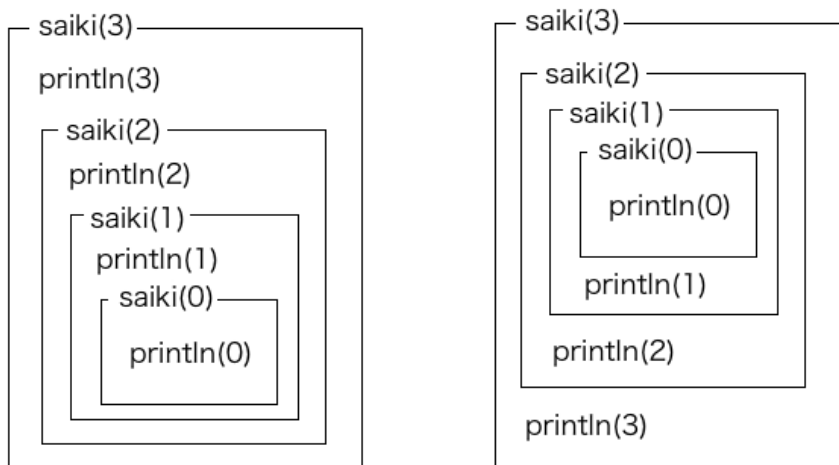 saiki(3)
println(3)
saiki(2)
println(2)
saiki(1)
println(1)
saiki(0)
println(0)
saiki(3)
saiki(2)
saiki(1)
saiki(0)
println(0)
println(1)
println(2)
println(3)